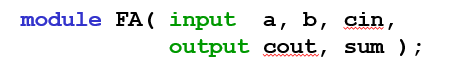 module FA( input a, b, cin,
output cout, sum );